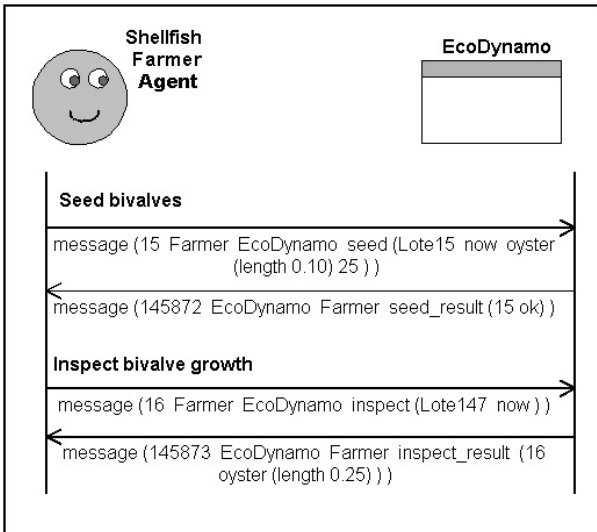 Shellfish
Farmer
Agent
EcoDynamo
Seed bivalves
message (15 Farmer EcoDynamo seed (Lote15 now oyster
(length 0.10) 25 ) )
message (145872 EcoDynamo Farmer seed_result (15 ok) )
Inspect bivalve growth
message (16 Farmer EcoDynamo inspect (Lote147 now ) )
message (145873 EcoDynamo Farmer inspect_result (16
oyster (length 0.25) ) )